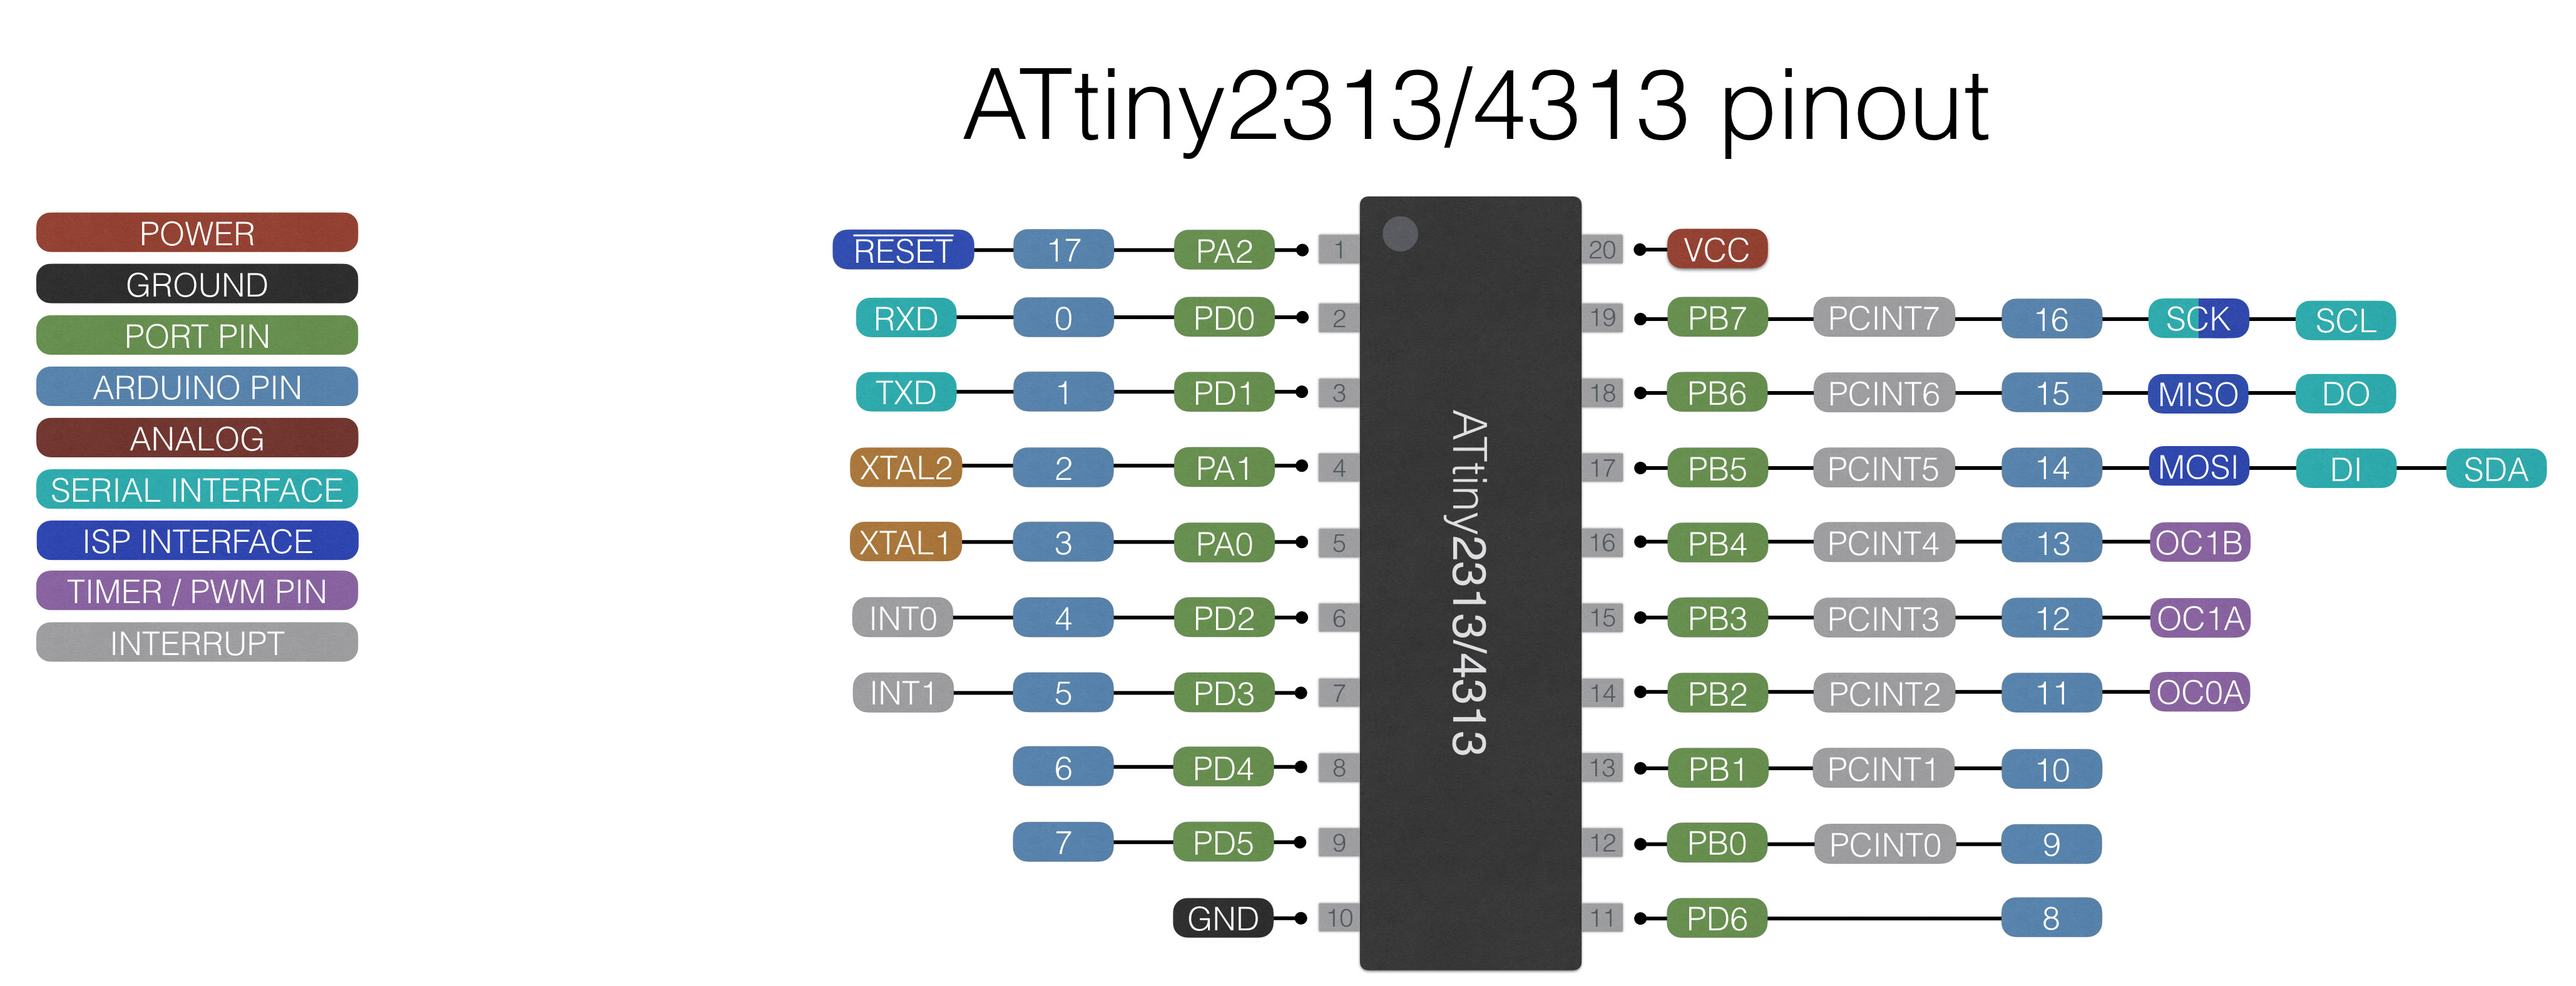 ATtiny2313/4313 pinout
POWER
GROUND
PORT PIN
ARDUINO PIN
ANALOG
SERIAL INTERFACE
ISP INTERFACE
TIMER / PWM PIN
INTERRUPT
RESET 17 PA2 1 20 VCC
RXD 0 PD0 2 19 PB7 PCINT7 16 SCK SCL
TXD 1 PD1 3 18 PB6 PCINT6 15 MISO DO
XTAL2 2 PA1 4 17 PB5 PCINT5 14 MOSI DI SDA
XTAL1 3 PA0 5 16 PB4 PCINT4 13 OC1B
INT0 4 PD2 6 15 PB3 PCINT3 12 OC1A
INT1 5 PD3 7 14 PB2 PCINT2 11 OC0A
6 PD4 8 13 PB1 PCINT1 10
7 PD5 9 12 PB0 PCINT0 9
GND 10 11 PD6 8
ATtiny2313/4313